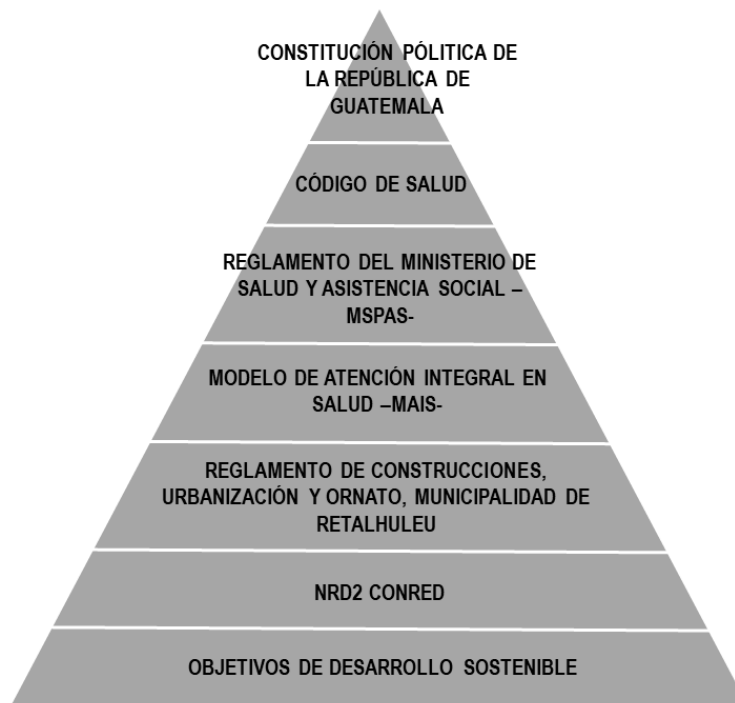 CONSTITUCIÓN PÓLITICA DE
LA REPÚBLICA DE
GUATEMALA
CÓDIGO DE SALUD
REGLAMENTO DEL MINISTERIO DE
SALUD Y ASISTENCIA SOCIAL –
MSPAS-
MODELO DE ATENCIÓN INTEGRAL EN
SALUD –MAIS-
REGLAMENTO DE CONSTRUCCIONES,
URBANIZACIÓN Y ORNATO, MUNICIPALIDAD DE
RETALHULEU
NRD2 CONRED
OBJETIVOS DE DESARROLLO SOSTENIBLE